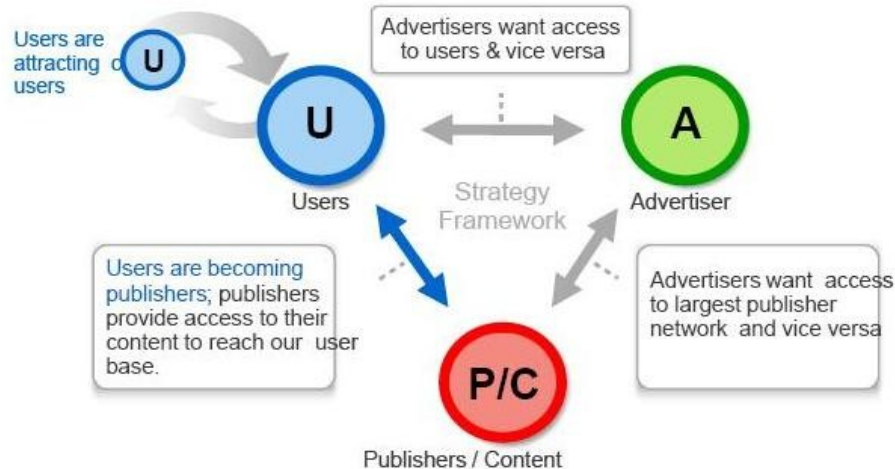 Users are
attracting o
users
U
Advertisers want access
to users & vice versa
U
Users
A
Advertiser
Strategy
Framework
Users are becoming
publishers; publishers
provide access to their
content to reach our user
base.
Advertisers want access
to largest publisher
network and vice versa
P/C
Publishers / Content